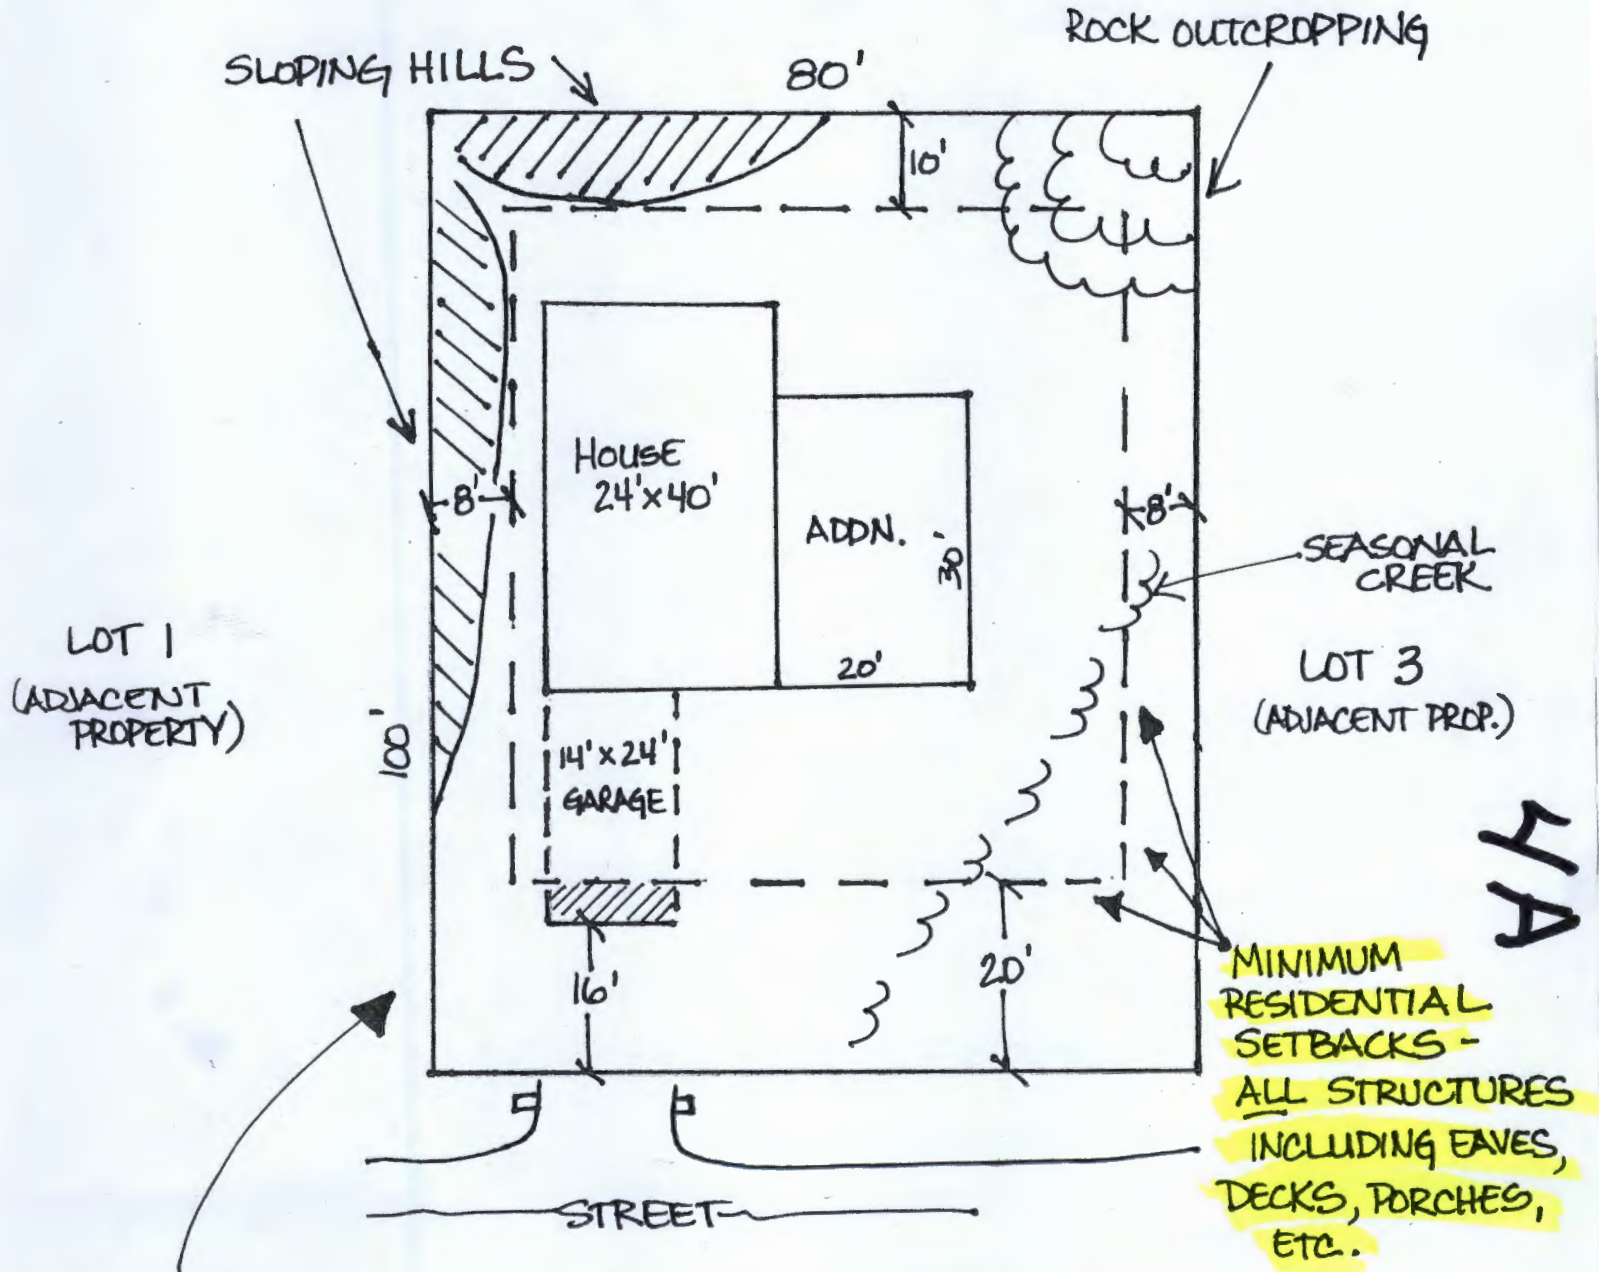 ROCK OUTCROPPING
SLOPING HILLS
80'
10'
HOUSE
24'x40'
8'
8'
ADDN.
30'
SEASONAL
CREEK
20'
LOT 1
(ADJACENT
PROPERTY)
LOT 3
(ADJACENT PROP.)
100'
14'x24'
GARAGE
4A
16'
20'
MINIMUM
RESIDENTIAL
SETBACKS -
ALL STRUCTURES
INCLUDING EAVES,
DECKS, PORCHES,
ETC.
STREET